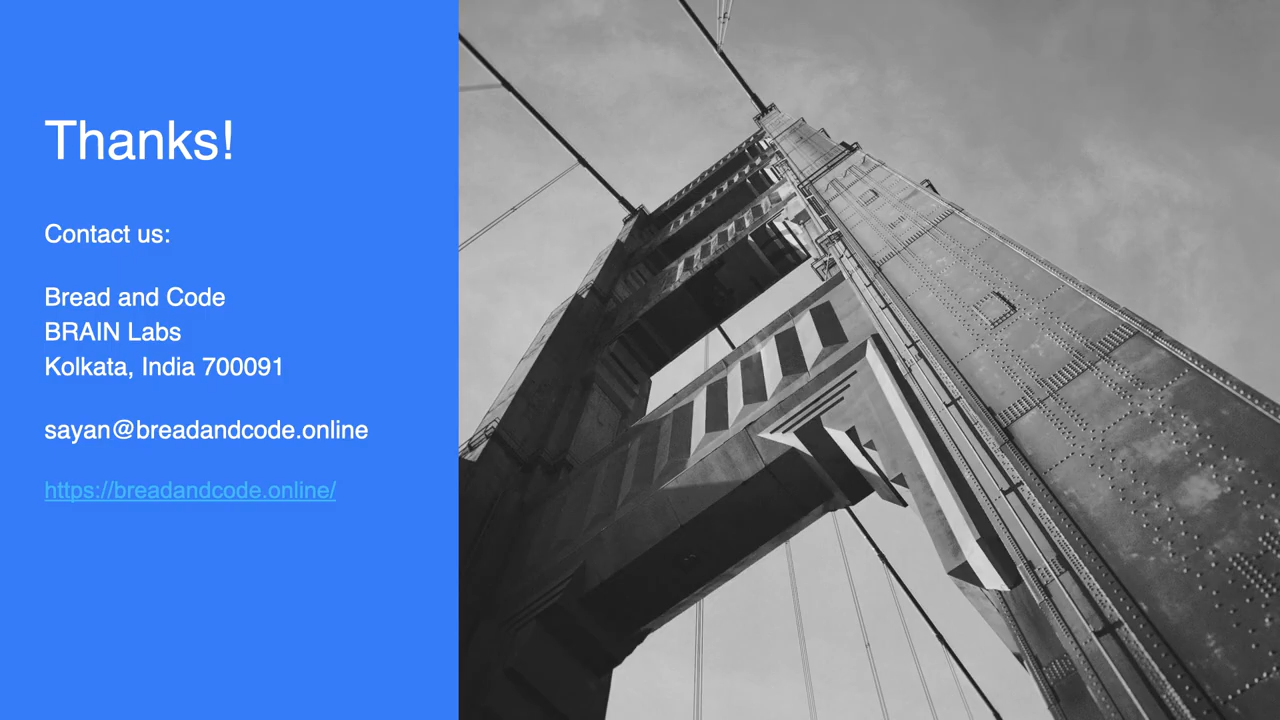 Thanks!
Contact us:
Bread and Code
BRAIN Labs
Kolkata, India 700091
sayan@breadandcode.online
https://breadandcode.online/